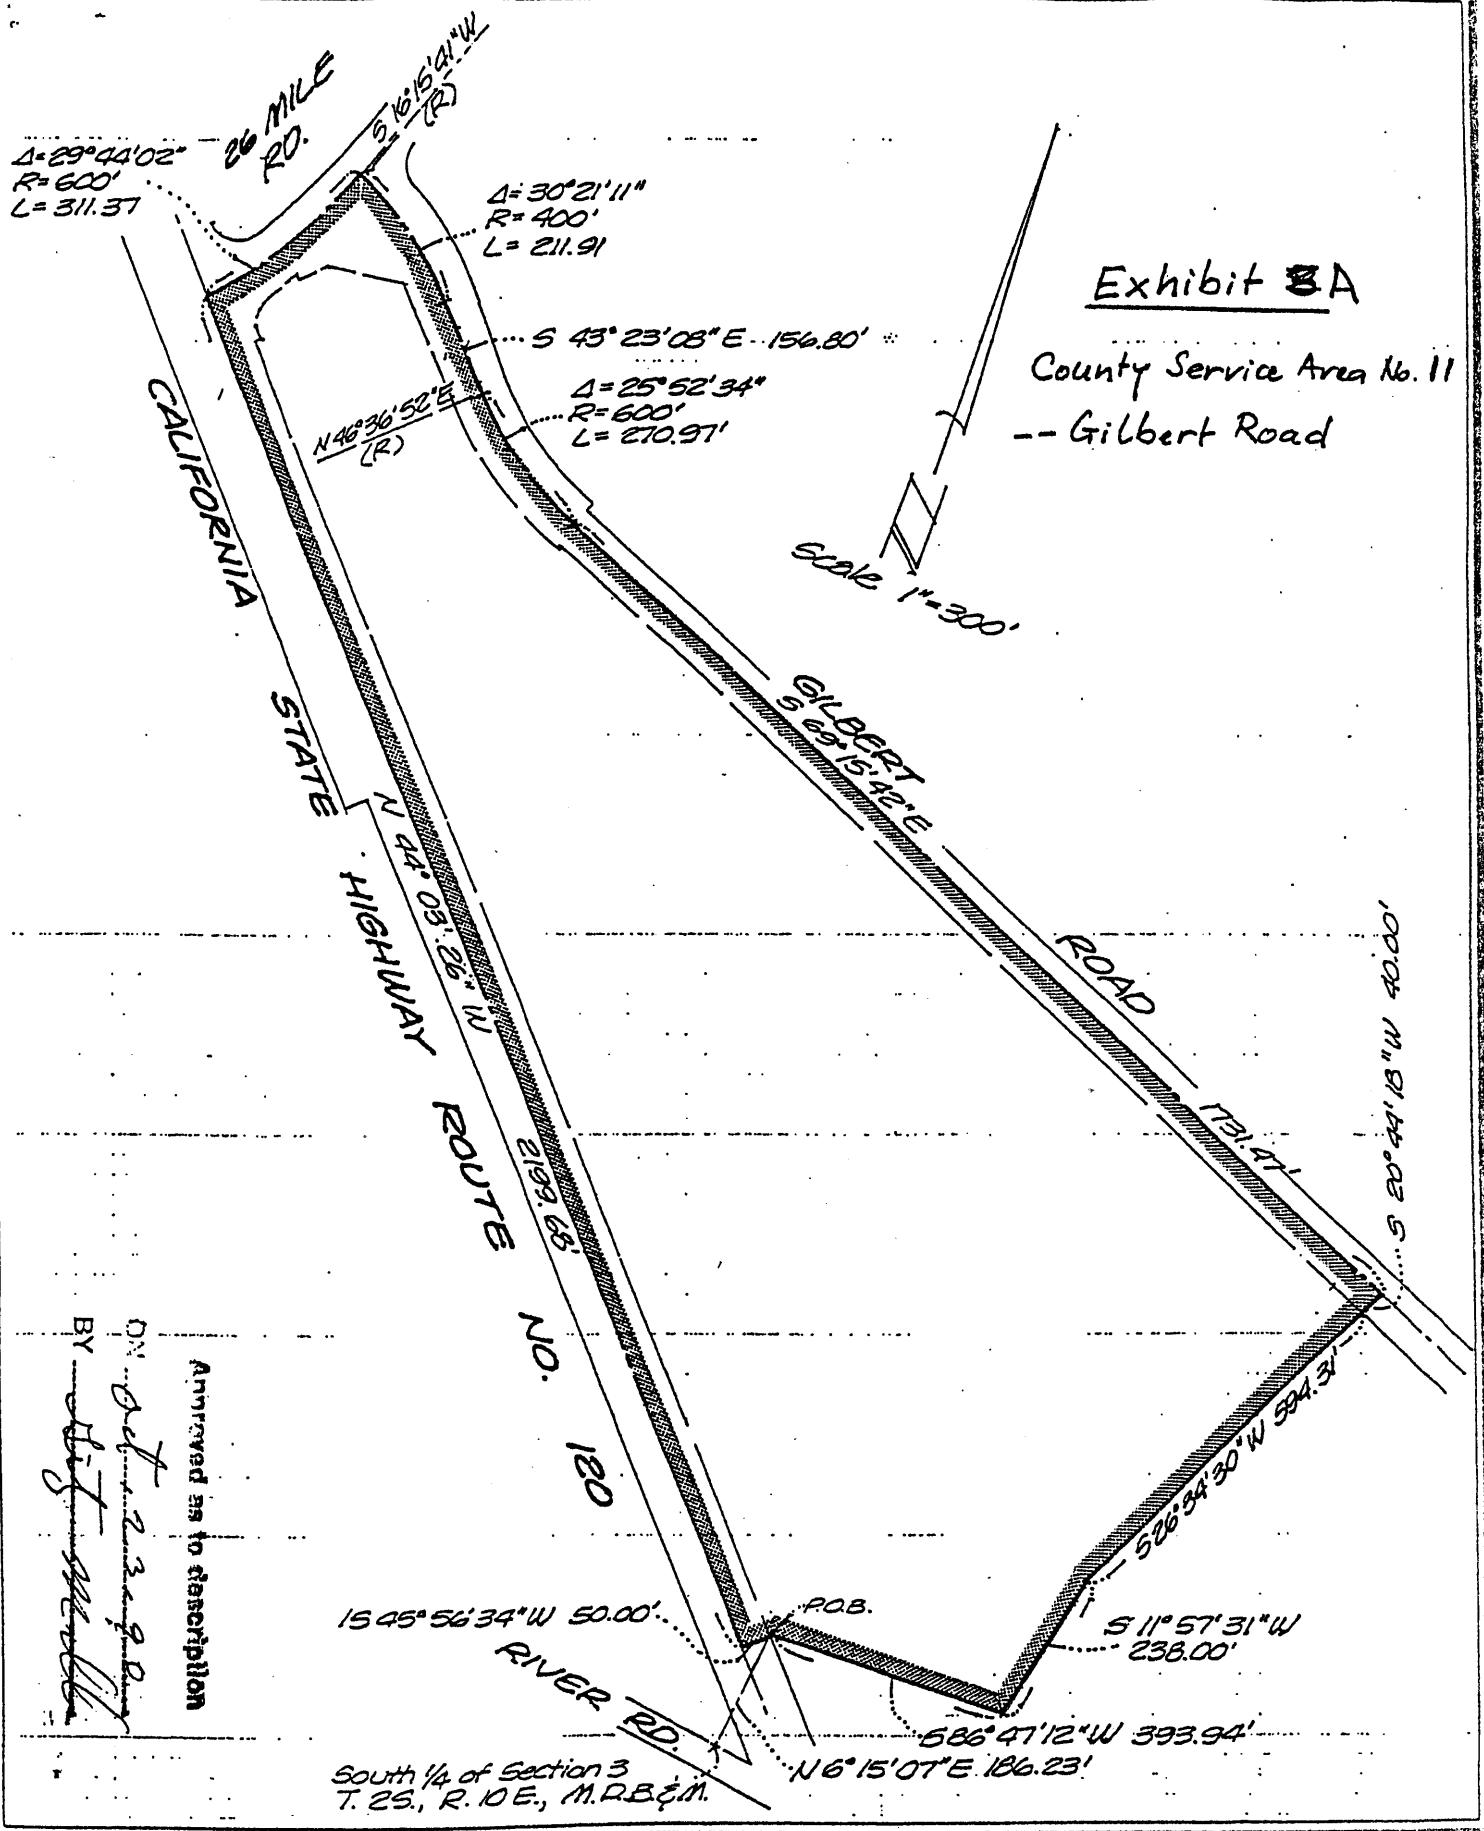 26 MILE
RD.
S 16°15'41"W
(R)
Δ=29°44'02"
R=600'
L=311.37
Δ=30°21'11"
R=400'
L=211.91
Exhibit A
S 43°23'08"E 156.80'
County Service Area No. 11
-- Gilbert Road
Δ=25°52'34"
R=600'
L=270.97'
N46°36'52"E
(R)
Scale 1"=300'
CALIFORNIA STATE HIGHWAY ROUTE NO. 120
N 44°03'26" W 2199.68'
GILBERT ROAD
S 69°15'42"E 1731.47'
S 20°44'18"W 40.00'
S26°34'30"W 594.31'
S 11°57'31"W
238.00'
S86°47'12"W 393.94'
N6°15'07"E 186.23'
P.O.B.
S 45°56'34"W 50.00'
RIVER RD.
South 1/4 of Section 3
T. 2S., R. 10 E., M.D.B.&M.
Approved as to description
ON Oct 23 90
BY